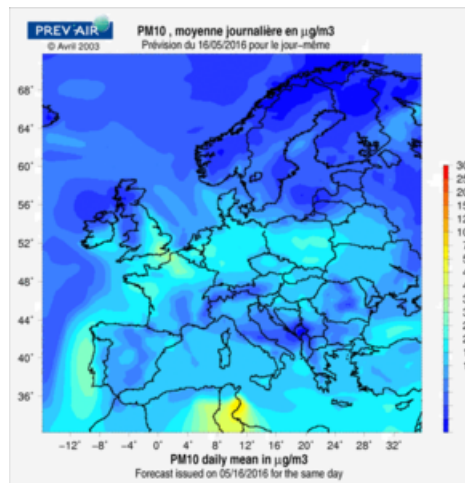 PREV'AIR
© Avril 2003
PM10 , moyenne journalière en µg/m3
Prévision du 16/05/2016 pour le jour-même
68°
64°
60°
56°
52°
48°
44°
40°
36°
-12° -8° -4° 0° 4° 8° 12° 16° 20° 24° 28° 32°
PM10 daily mean in µg/m3
Forecast issued on 05/16/2016 for the same day